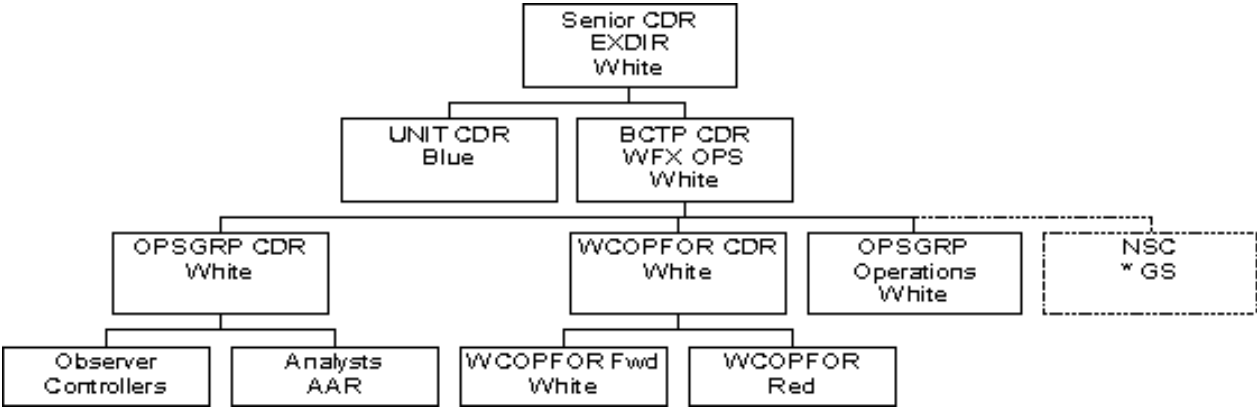 Senior CDR
EXDIR
White
UNIT CDR
Blue
BCTP CDR
WFX OPS
White
OPSGRP CDR
White
WCOPFOR CDR
White
OPSGRP
Operations
White
NSC
* GS
Observer
Controllers
Analysts
AAR
WCOPFOR Fwd
White
WCOPFOR
Red